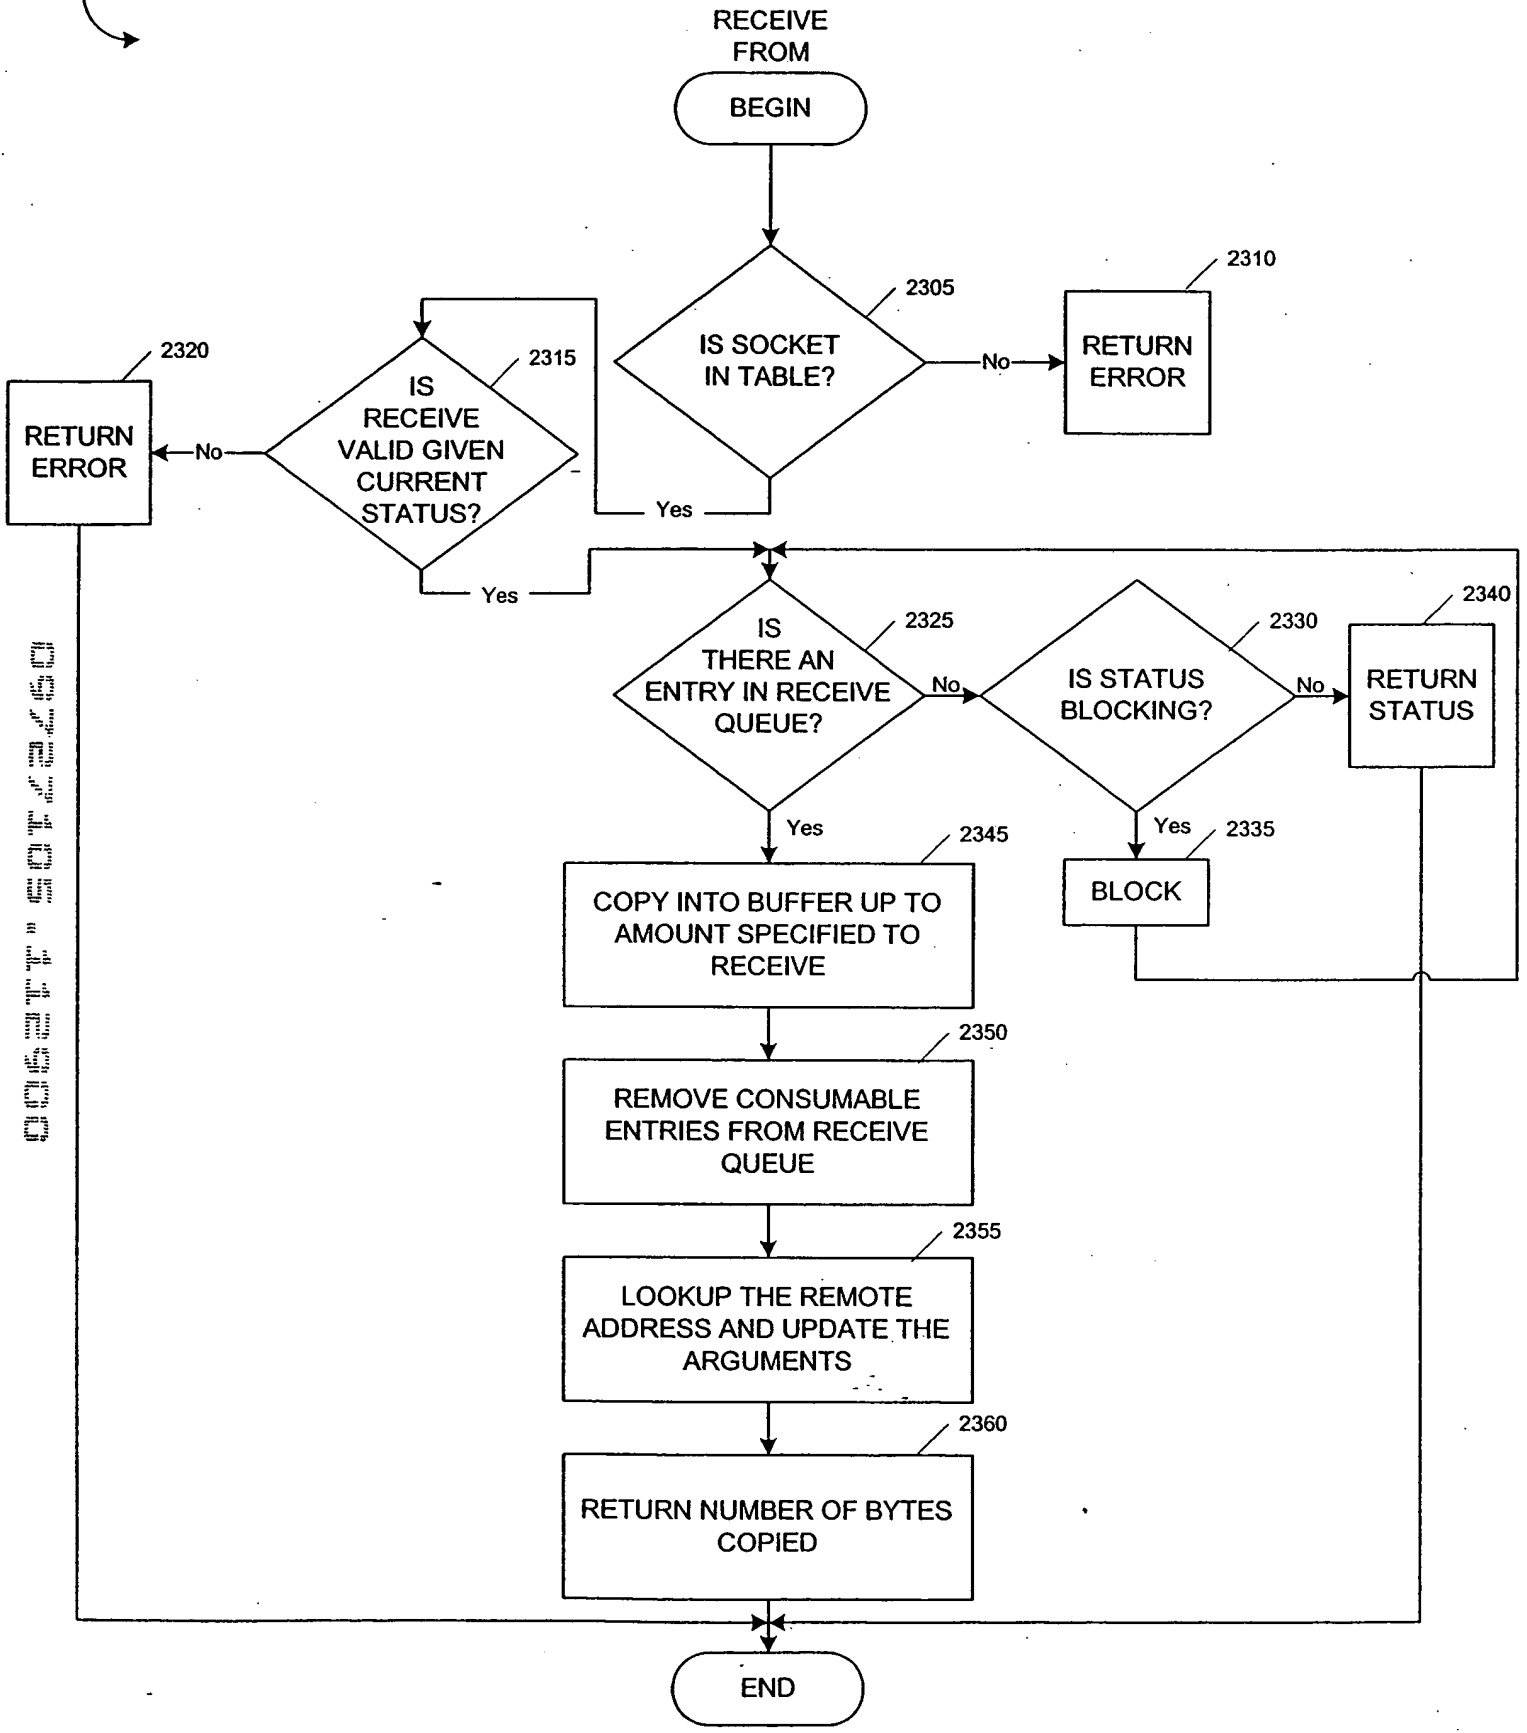 RECEIVE
FROM
BEGIN
2305
IS SOCKET
IN TABLE?
No
2310
RETURN
ERROR
Yes
2315
IS
RECEIVE
VALID GIVEN
CURRENT
STATUS?
No
2320
RETURN
ERROR
Yes
2325
IS
THERE AN
ENTRY IN RECEIVE
QUEUE?
No
2330
IS STATUS
BLOCKING?
No
2340
RETURN
STATUS
Yes
2335
BLOCK
Yes
2345
COPY INTO BUFFER UP TO
AMOUNT SPECIFIED TO
RECEIVE
2350
REMOVE CONSUMABLE
ENTRIES FROM RECEIVE
QUEUE
2355
LOOKUP THE REMOTE
ADDRESS AND UPDATE THE
ARGUMENTS
2360
RETURN NUMBER OF BYTES
COPIED
END
09727105.112900